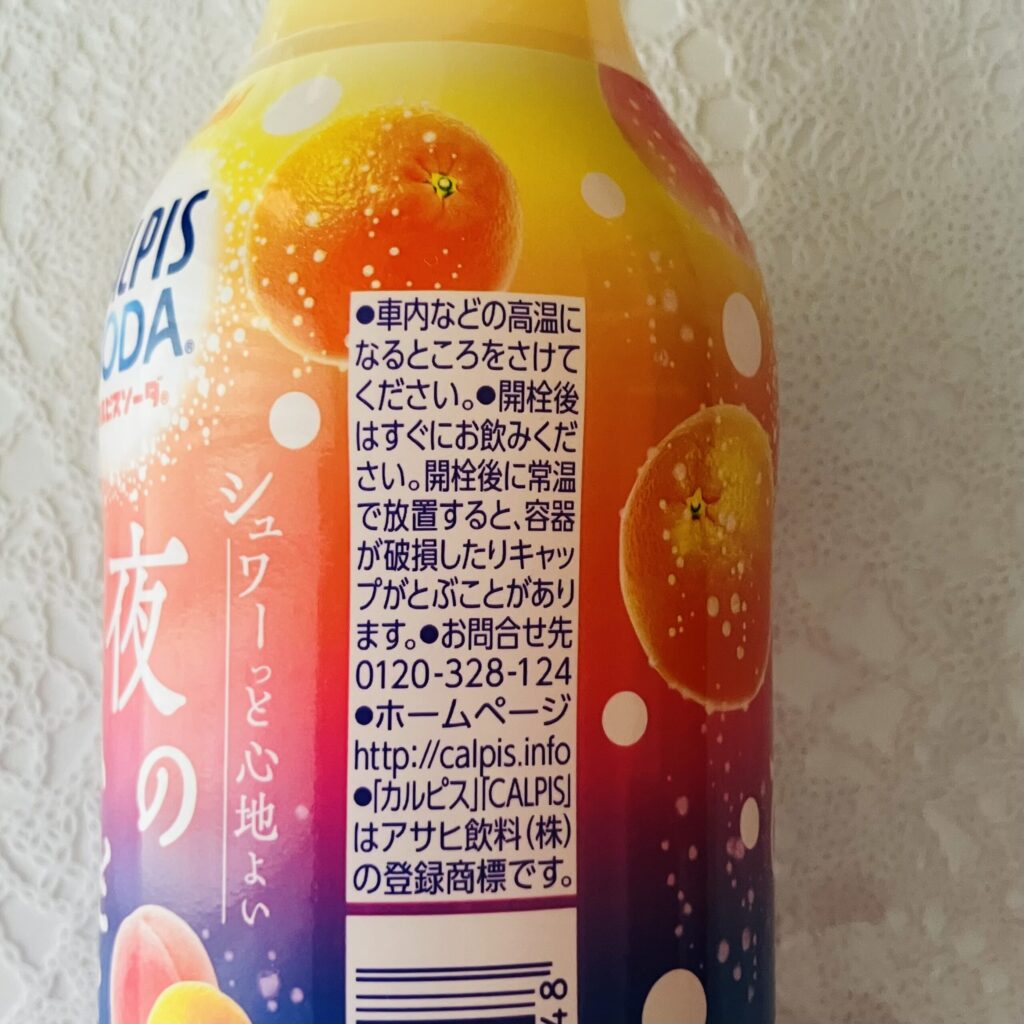 CALPIS
SODA®
カルピスソーダ®
シュワーっと心地よい
夜の
●車内などの高温に
なるところをさけて
ください。●開栓後
はすぐにお飲みくだ
さい。開栓後に常温
で放置すると、容器
が破損したりキャッ
プがとぶことがあり
ます。●お問合せ先
0120-328-124
●ホームページ
http://calpis.info
●「カルピス」「CALPIS」
はアサヒ飲料(株)
の登録商標です。